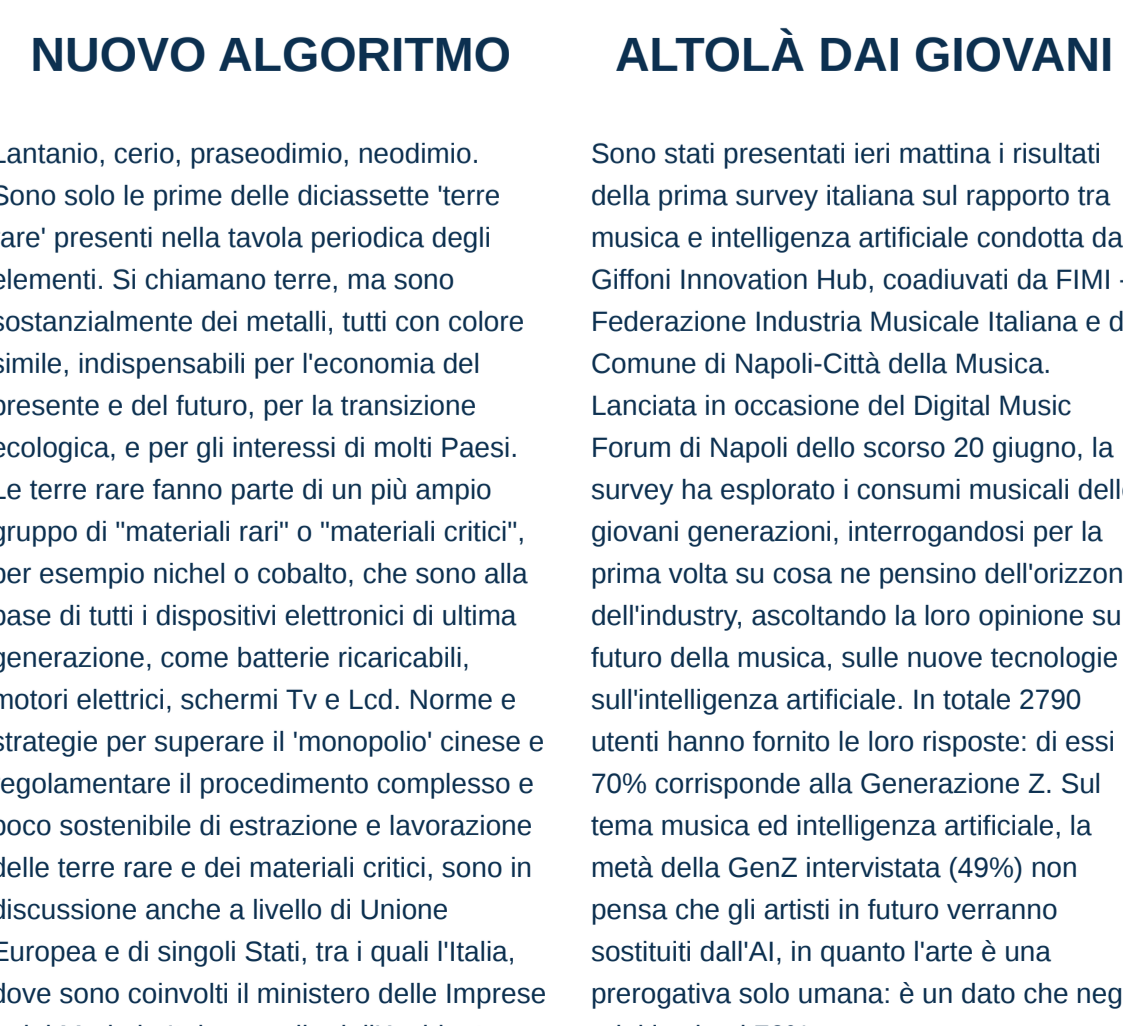 NUOVO ALGORITMO
Lantanio, cerio, praseodimio, neodimio.
Sono solo le prime delle diciassette 'terre
rare' presenti nella tavola periodica degli
elementi. Si chiamano terre, ma sono
sostanzialmente dei metalli, tutti con colore
simile, indispensabili per l'economia del
presente e del futuro, per la transizione
ecologica, e per gli interessi di molti Paesi.
Le terre rare fanno parte di un più ampio
gruppo di "materiali rari" o "materiali critici",
per esempio nichel o cobalto, che sono alla
base di tutti i dispositivi elettronici di ultima
generazione, come batterie ricaricabili,
motori elettrici, schermi Tv e Lcd. Norme e
strategie per superare il 'monopolio' cinese e
regolamentare il procedimento complesso e
poco sostenibile di estrazione e lavorazione
delle terre rare e dei materiali critici, sono in
discussione anche a livello di Unione
Europea e di singoli Stati, tra i quali l'Italia,
dove sono coinvolti il ministero delle Imprese
ALTOLÀ DAI GIOVANI
Sono stati presentati ieri mattina i risultati
della prima survey italiana sul rapporto tra
musica e intelligenza artificiale condotta da
Giffoni Innovation Hub, coadiuvati da FIMI -
Federazione Industria Musicale Italiana e d
Comune di Napoli-Città della Musica.
Lanciata in occasione del Digital Music
Forum di Napoli dello scorso 20 giugno, la
survey ha esplorato i consumi musicali delle
giovani generazioni, interrogandosi per la
prima volta su cosa ne pensino dell'orizzon
dell'industry, ascoltando la loro opinione su
futuro della musica, sulle nuove tecnologie
sull'intelligenza artificiale. In totale 2790
utenti hanno fornito le loro risposte: di essi
70% corrisponde alla Generazione Z. Sul
tema musica ed intelligenza artificiale, la
metà della GenZ intervistata (49%) non
pensa che gli artisti in futuro verranno
sostituiti dall'AI, in quanto l'arte è una
prerogativa solo umana: è un dato che neg